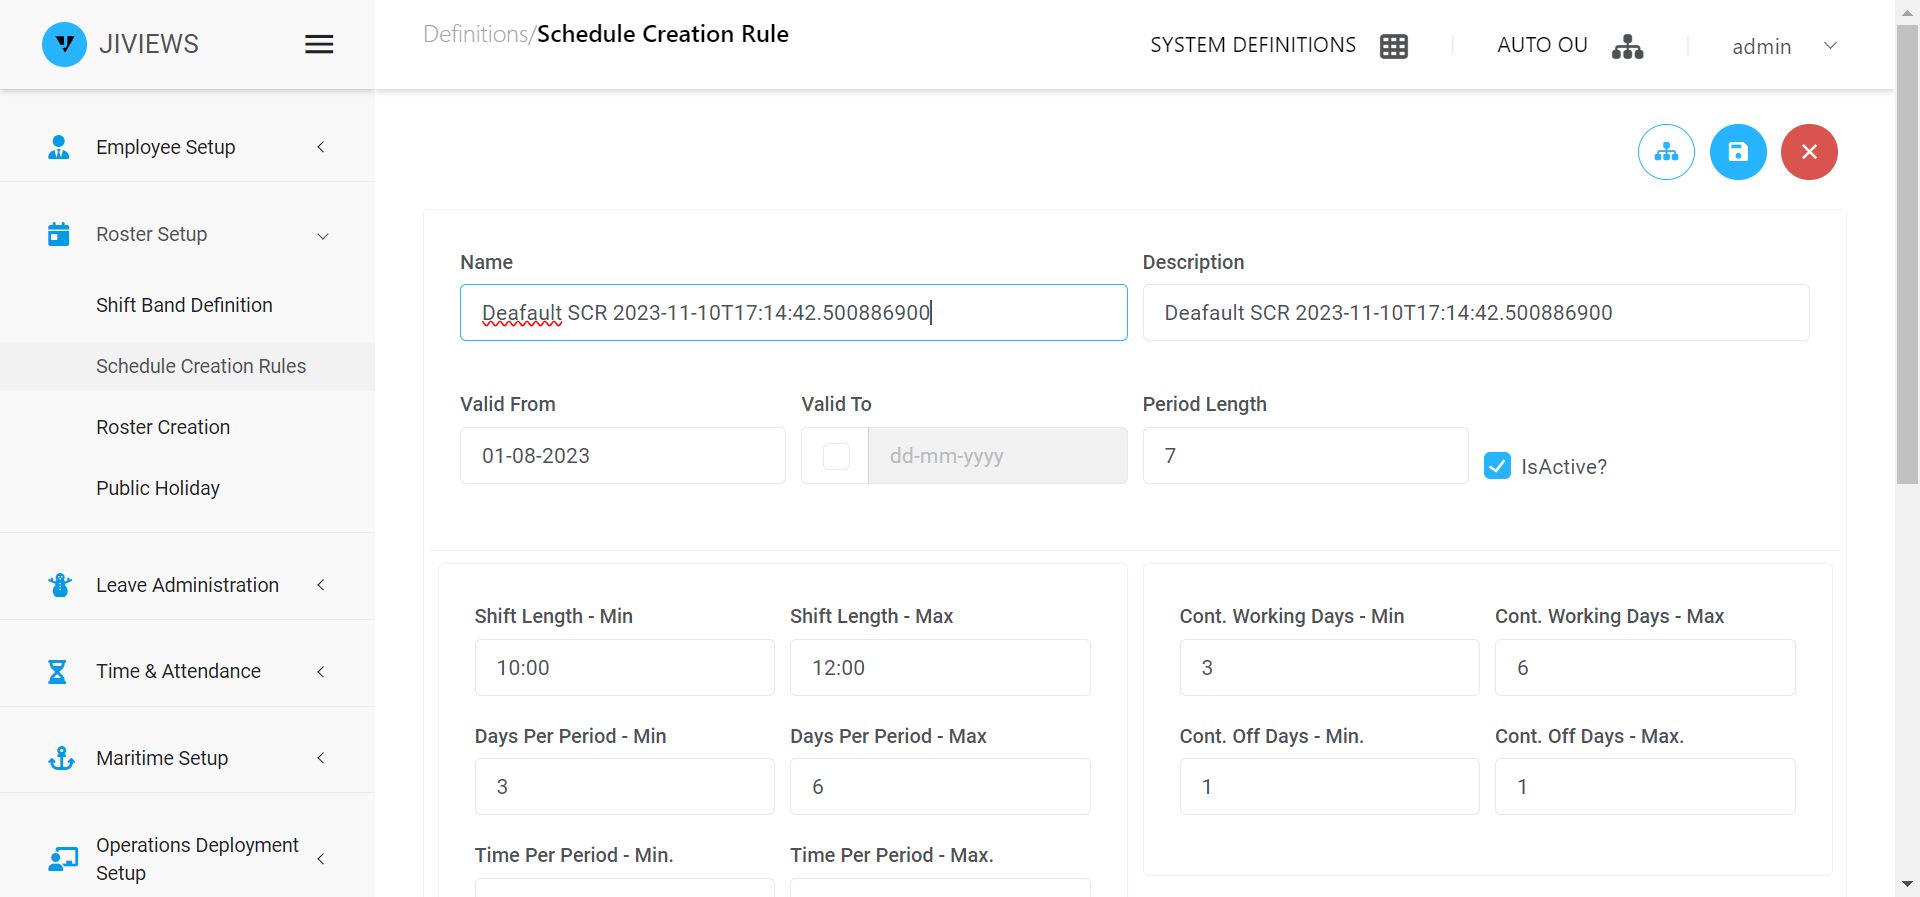 JIVIEWS
Definitions/Schedule Creation Rule
SYSTEM DEFINITIONS
AUTO OU
admin
Employee Setup
Roster Setup
Shift Band Definition
Schedule Creation Rules
Roster Creation
Public Holiday
Leave Administration
Time & Attendance
Maritime Setup
Operations Deployment
Setup
Name
Description
Deafault SCR 2023-11-10T17:14:42.500886900
Deafault SCR 2023-11-10T17:14:42.500886900
Valid From
Valid To
Period Length
01-08-2023
dd-mm-yyyy
7
IsActive?
Shift Length - Min
Shift Length - Max
10:00
12:00
Days Per Period - Min
Days Per Period - Max
3
6
Time Per Period - Min.
Time Per Period - Max.
Cont. Working Days - Min
Cont. Working Days - Max
3
6
Cont. Off Days - Min.
Cont. Off Days - Max.
1
1